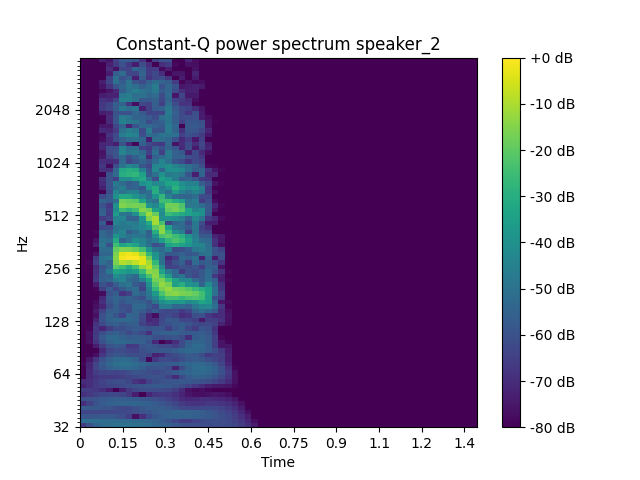 Constant-Q power spectrum speaker_2
Hz
2048
1024
512
256
128
64
32
0 0.15 0.3 0.45 0.6 0.75 0.9 1.1 1.2 1.4
Time
+0 dB
-10 dB
-20 dB
-30 dB
-40 dB
-50 dB
-60 dB
-70 dB
-80 dB